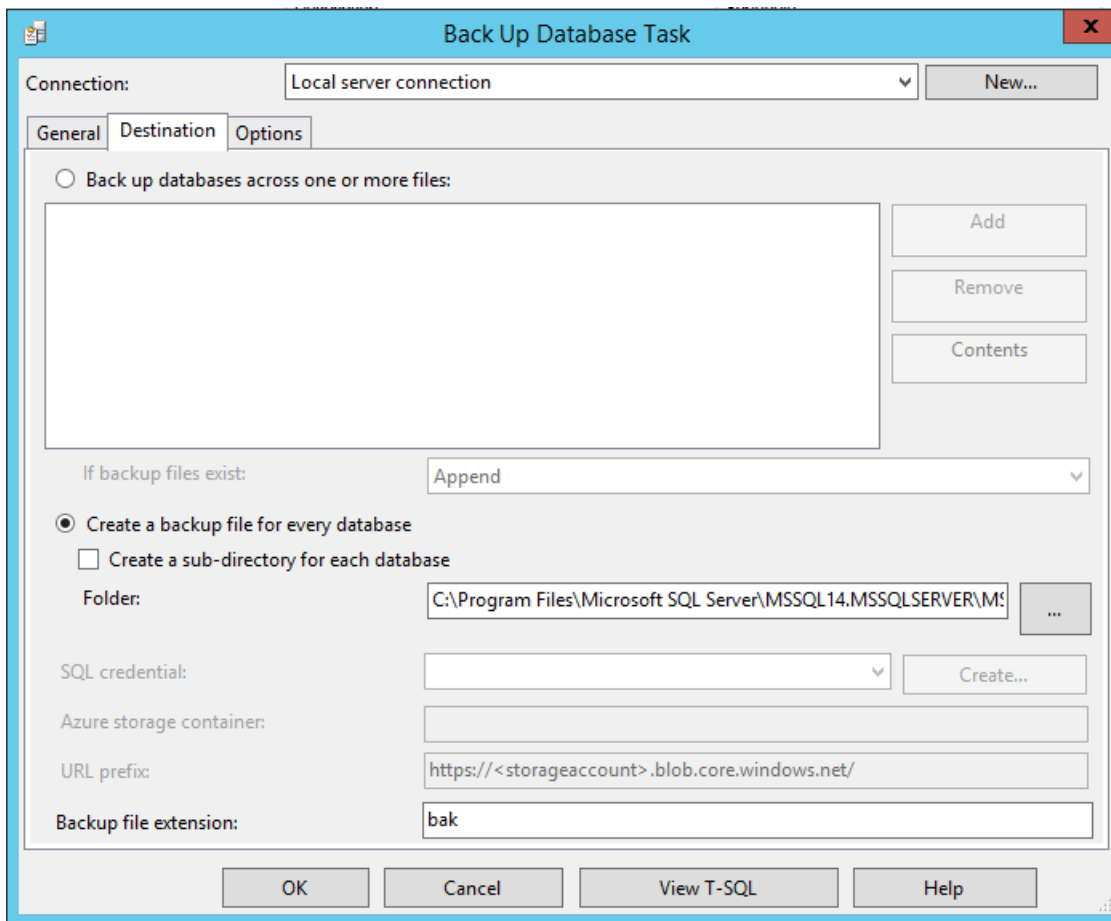 Back Up Database Task
x
Connection:
Local server connection
New...
General
Destination
Options
Back up databases across one or more files:
Add
Remove
Contents
If backup files exist:
Append
Create a backup file for every database
Create a sub-directory for each database
Folder:
C:\Program Files\Microsoft SQL Server\MSSQL14.MSSQLSERVER\MS
...
SQL credential:
Create...
Azure storage container:
URL prefix:
https://<storageaccount>.blob.core.windows.net/
Backup file extension:
bak
OK
Cancel
View T-SQL
Help